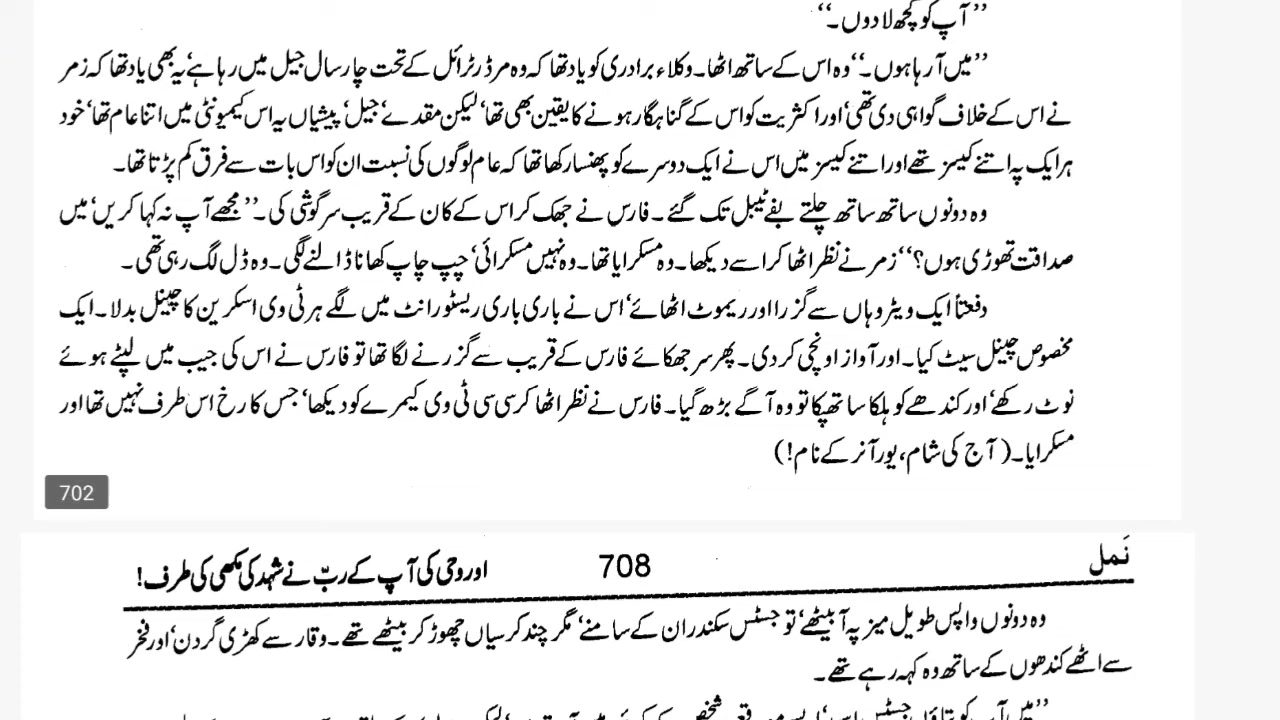 ’’آپ کو کچھ لا دوں۔‘‘
’’میں آ رہا ہوں۔‘‘ وہ اس کے ساتھ اٹھا۔ وکلاء برادری کو یاد تھا کہ وہ مرڈر ٹرائل کے تحت چار سال جیل میں رہا ہے‘ یہ بھی یاد تھا کہ زمر
نے اس کے خلاف گواہی دی تھی‘ اور اکثریت کو اس کے گناہگار ہونے کا یقین بھی تھا‘ لیکن مقدمے‘ جیل‘ پیشیاں یہ اس کیمیونٹی میں اتنا عام تھا‘ خود
ہر ایک پہ اتنے کیسز تھے اور اتنے کیسز میں اس نے ایک دوسرے کو پھنسا رکھا تھا کہ عام لوگوں کی نسبت ان کو اس بات سے فرق کم پڑتا تھا۔
وہ دونوں ساتھ ساتھ چلتے بفے ٹیبل تک گئے۔ فارس نے جھک کر اس کے کان کے قریب سرگوشی کی۔ ’’مجھے آپ نہ کہا کریں‘ میں
صداقت تھوڑی ہوں؟‘‘ زمر نے نظر اٹھا کر اسے دیکھا۔ وہ مسکرایا تھا۔ وہ نہیں مسکرائی‘ چپ چاپ کھانا ڈالنے لگی۔ وہ ڈل لگ رہی تھی۔
دفعتاً ایک ویٹر وہاں سے گزرا اور ریموٹ اٹھائے‘ اس نے باری باری ریسٹورانٹ میں لگے ہر ٹی وی اسکرین کا چینل بدلا۔ ایک
مخصوص چینل سیٹ کیا۔ اور آواز اونچی کر دی۔ پھر سر جھکائے فارس کے قریب سے گزرنے لگا تھا تو فارس نے اس کی جیب میں لپٹے ہوئے
نوٹ رکھے‘ اور کندھے کو ہلکا سا تھپکا تو وہ آگے بڑھ گیا۔ فارس نے نظر اٹھا کر سی سی ٹی وی کیمرے کو دیکھا‘ جس کا رخ اس طرف نہیں تھا اور
مسکرایا۔ (آج کی شام، یور آنر کے نام!)
702
نَمل 708 اور وحی کی آپ کے ربّ نے شہد کی مکھی کی طرف!
وہ دونوں واپس طویل میز پہ آ بیٹھے‘ تو جسٹس سکندر ان کے سامنے‘ مگر چند کرسیاں چھوڑ کر بیٹھے تھے۔ وقار سے کھڑی گردن‘ اور فخر
سے اٹھے کندھوں کے ساتھ وہ کہہ رہے تھے۔
’’میں آپ کو بتاؤں جسٹس